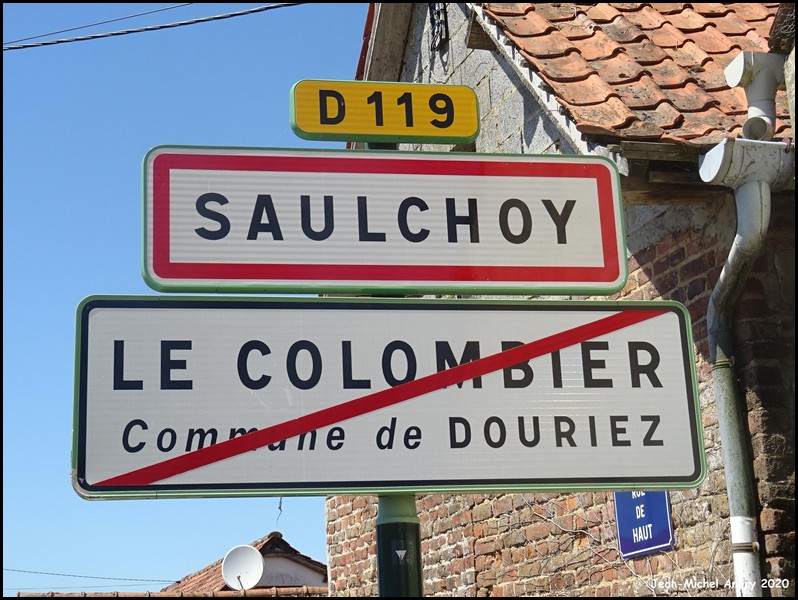 D 119
SAULCHOY
LE COLOMBIER
Commune de DOURIEZ
RUE
DE
HAUT
Jean-Michel Andry 2020